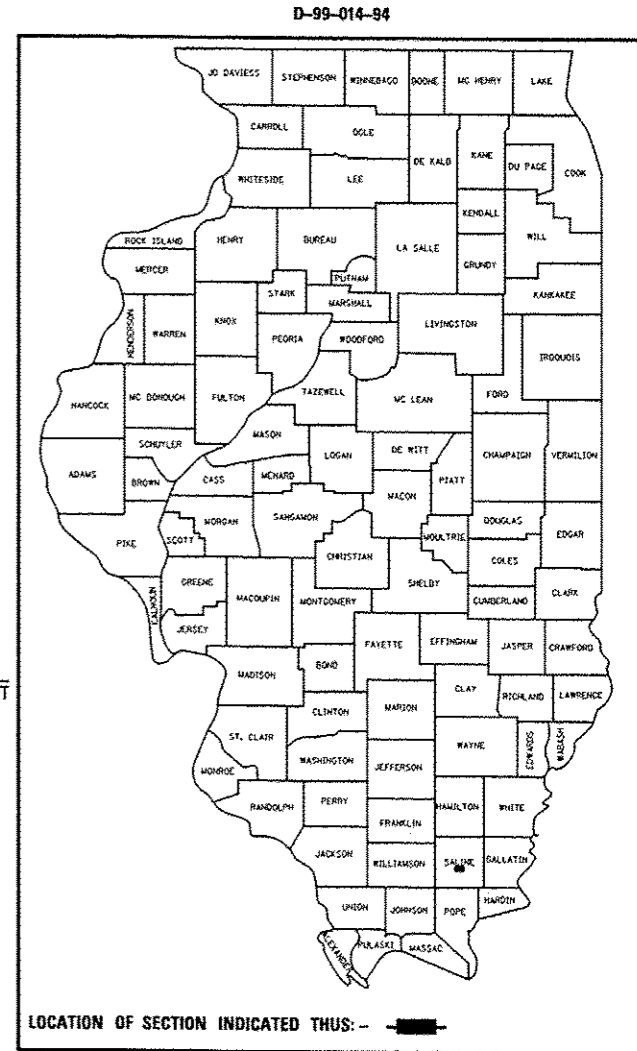 D-99-014-94
JO DAVIESS STEPHENSON WINNEBAGO BOONE MC HENRY LAKE
CARROLL OGLE DE KALB KANE DU PAGE COOK
WHITESIDE LEE
KENDALL WILL
ROCK ISLAND HENRY BUREAU LA SALLE GRUNDY
MERCER PUTNAM
KANKAKEE
STARK MARSHALL
HENDERSON WARREN KNOX PEORIA WOODFORD LIVINGSTON IROQUOIS
HANCOCK MC DONOUGH FULTON TAZEWELL MC LEAN FORD
MASON
SCHUYLER LOGAN DE WITT CHAMPAIGN VERMILION
ADAMS BROWN CASS MENARD MACON PIATT
MORGAN SANGAMON DOUGLAS
PIKE SCOTT CHRISTIAN MOULTRIE EDGAR
COLES
GREENE MACOUPIN SHELBY
CALHOUN MONTGOMERY CUMBERLAND CLARK
JERSEY FAYETTE EFFINGHAM JASPER CRAWFORD
BOND
MADISON CLAY RICHLAND LAWRENCE
CLINTON MARION
ST. CLAIR WAYNE EDWARDS WABASH
WASHINGTON JEFFERSON
MONROE
RANDOLPH PERRY HAMILTON WHITE
FRANKLIN
JACKSON WILLIAMSON SALINE GALLATIN
HARDIN
UNION JOHNSON POPE
ALEXANDER PULASKI MASSAC
LOCATION OF SECTION INDICATED THUS: -